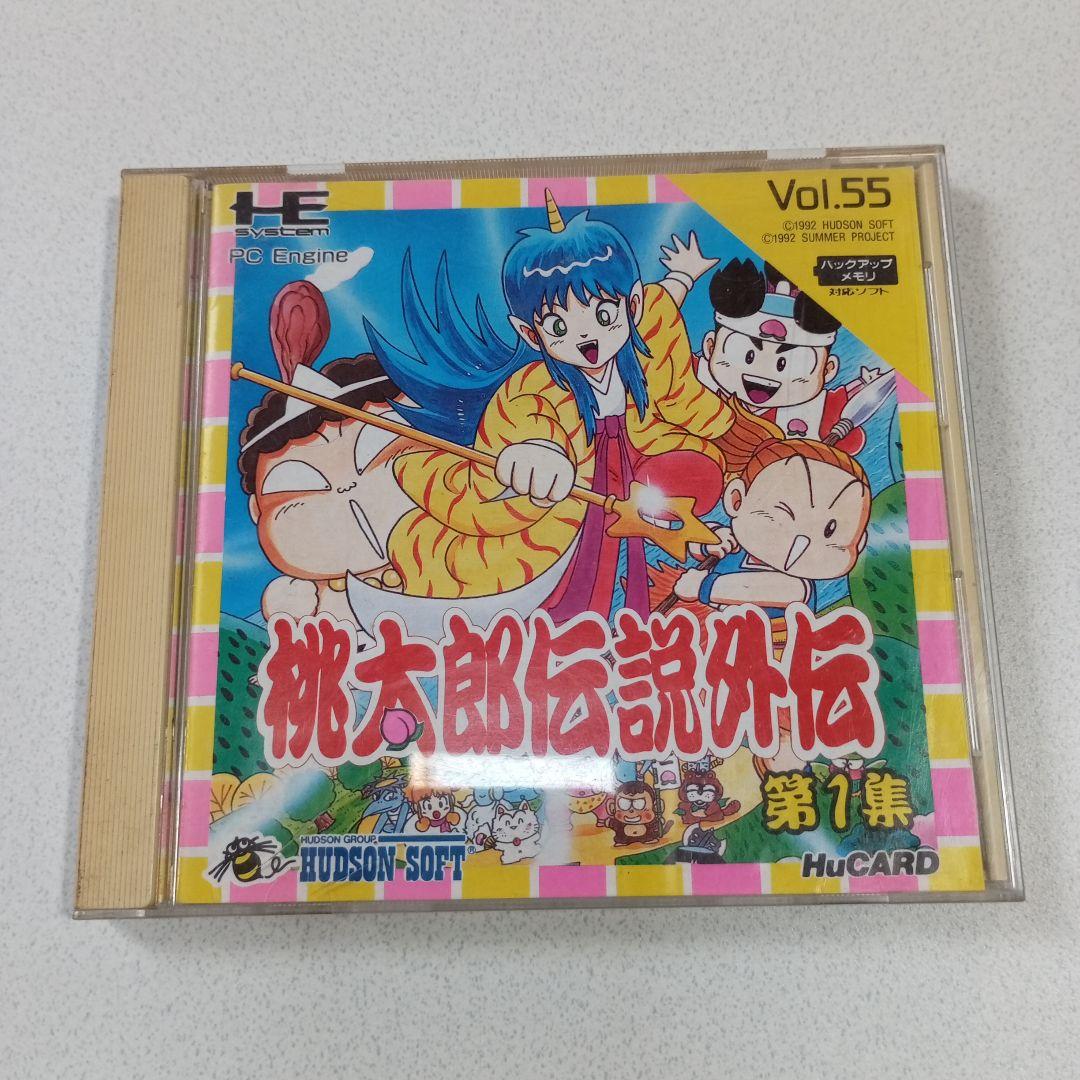 HE
system
PC Engine
Vol.55
©1992 HUDSON SOFT
©1992 SUMMER PROJECT
バックアップ
メモリ
対応ソフト
桃太郎伝説外伝
第1集
HUDSON GROUP
HUDSON SOFT®
HuCARD